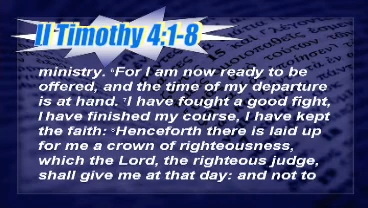 II Timothy 4:1-8
ministry. ⁶For I am now ready to be
offered, and the time of my departure
is at hand. ⁷I have fought a good fight,
I have finished my course, I have kept
the faith: ⁸Henceforth there is laid up
for me a crown of righteousness,
which the Lord, the righteous judge,
shall give me at that day: and not to